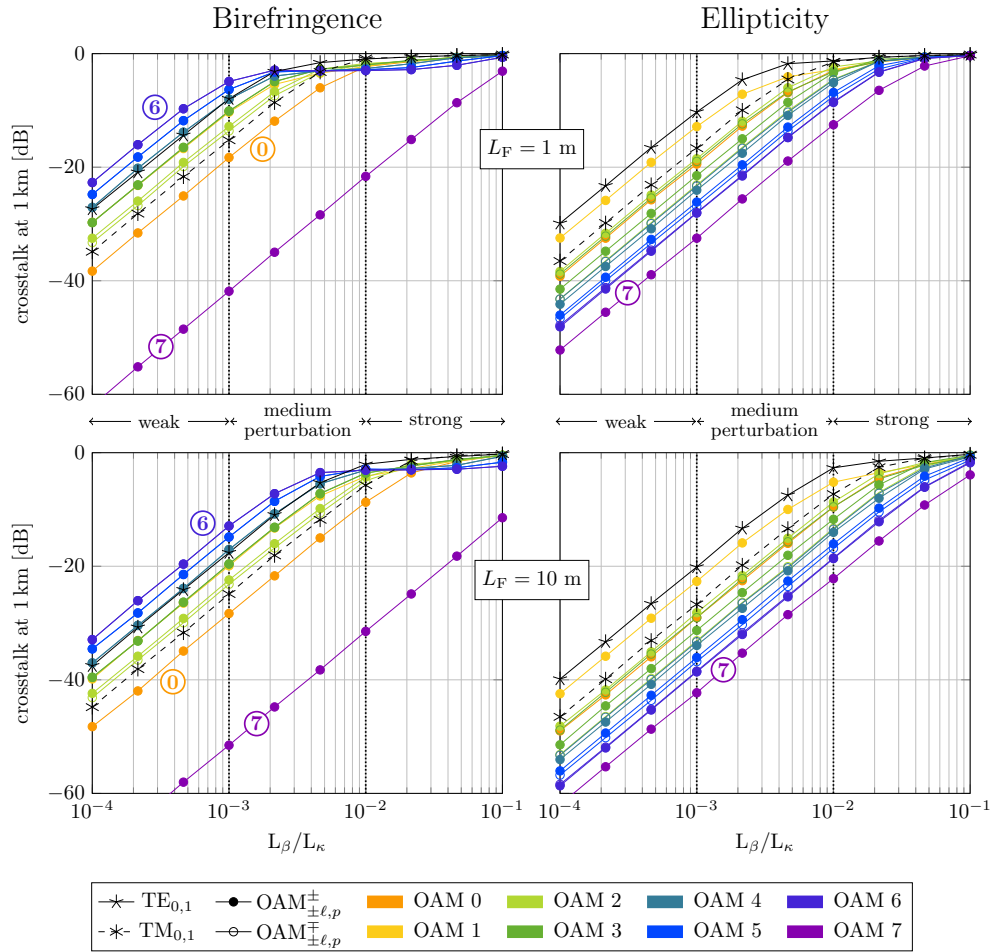 Birefringence Ellipticity
0
−20
−40
−60
crosstalk at 1 km [dB]
6
0
7
L_F = 1 m
7
weak medium perturbation strong
weak medium perturbation strong
0
−20
−40
−60
crosstalk at 1 km [dB]
6
0
7
L_F = 10 m
7
10^−4 10^−3 10^−2 10^−1 10^−4 10^−3 10^−2 10^−1
L_β/L_κ L_β/L_κ
TE_0,1 OAM^±_±ℓ,p OAM 0 OAM 2 OAM 4 OAM 6
TM_0,1 OAM^∓_±ℓ,p OAM 1 OAM 3 OAM 5 OAM 7